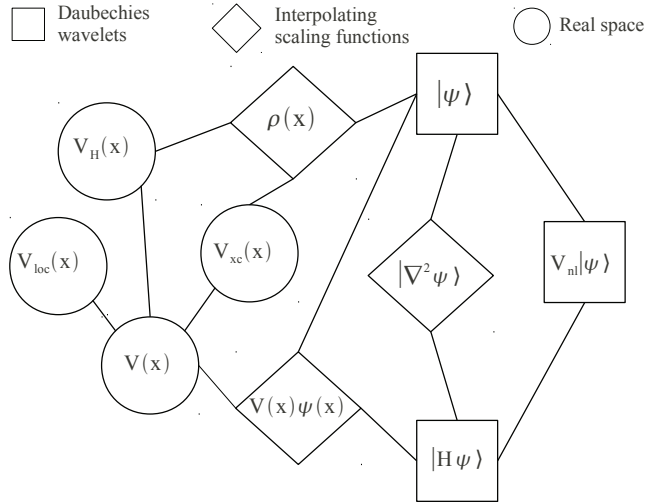 Daubechies
wavelets
Interpolating
scaling functions
Real space
|ψ⟩
ρ(x)
V_H(x)
V_loc(x)
V_xc(x)
|∇²ψ⟩
V_nl|ψ⟩
V(x)
V(x)ψ(x)
|Hψ⟩